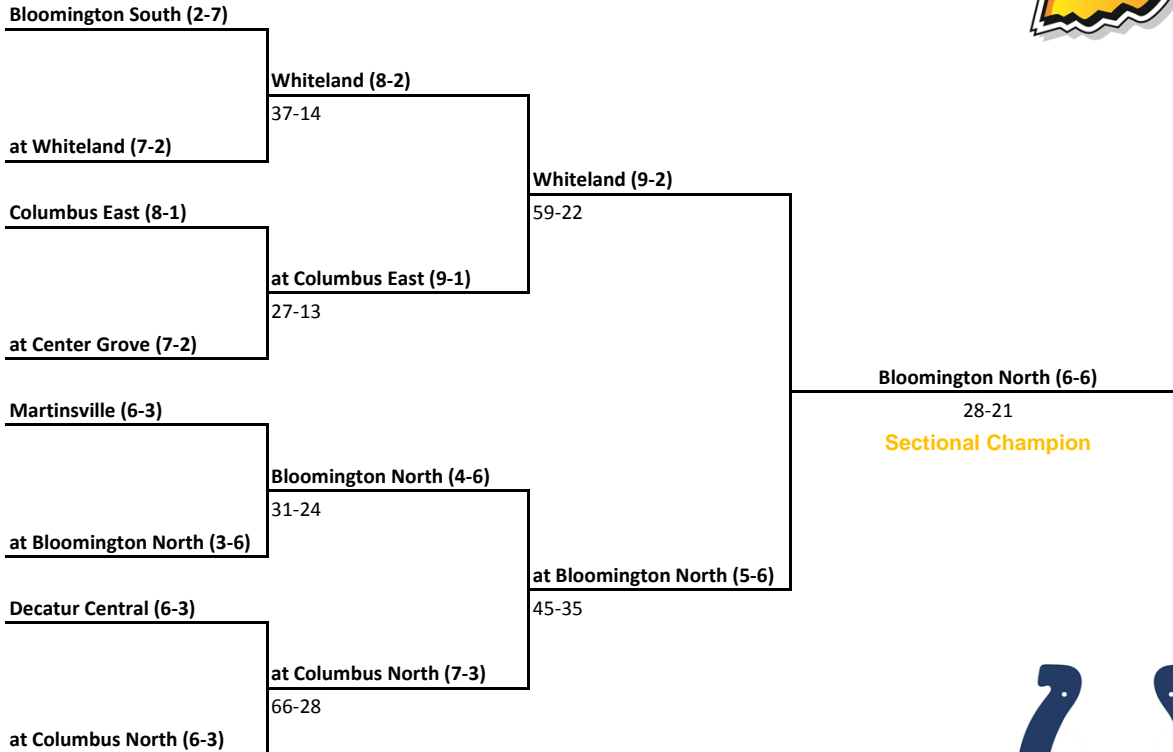 Bloomington South (2-7)
Whiteland (8-2)
37-14
at Whiteland (7-2)
Whiteland (9-2)
59-22
Columbus East (8-1)
at Columbus East (9-1)
27-13
at Center Grove (7-2)
Bloomington North (6-6)
28-21
Sectional Champion
Martinsville (6-3)
Bloomington North (4-6)
31-24
at Bloomington North (3-6)
at Bloomington North (5-6)
45-35
Decatur Central (6-3)
at Columbus North (7-3)
66-28
at Columbus North (6-3)